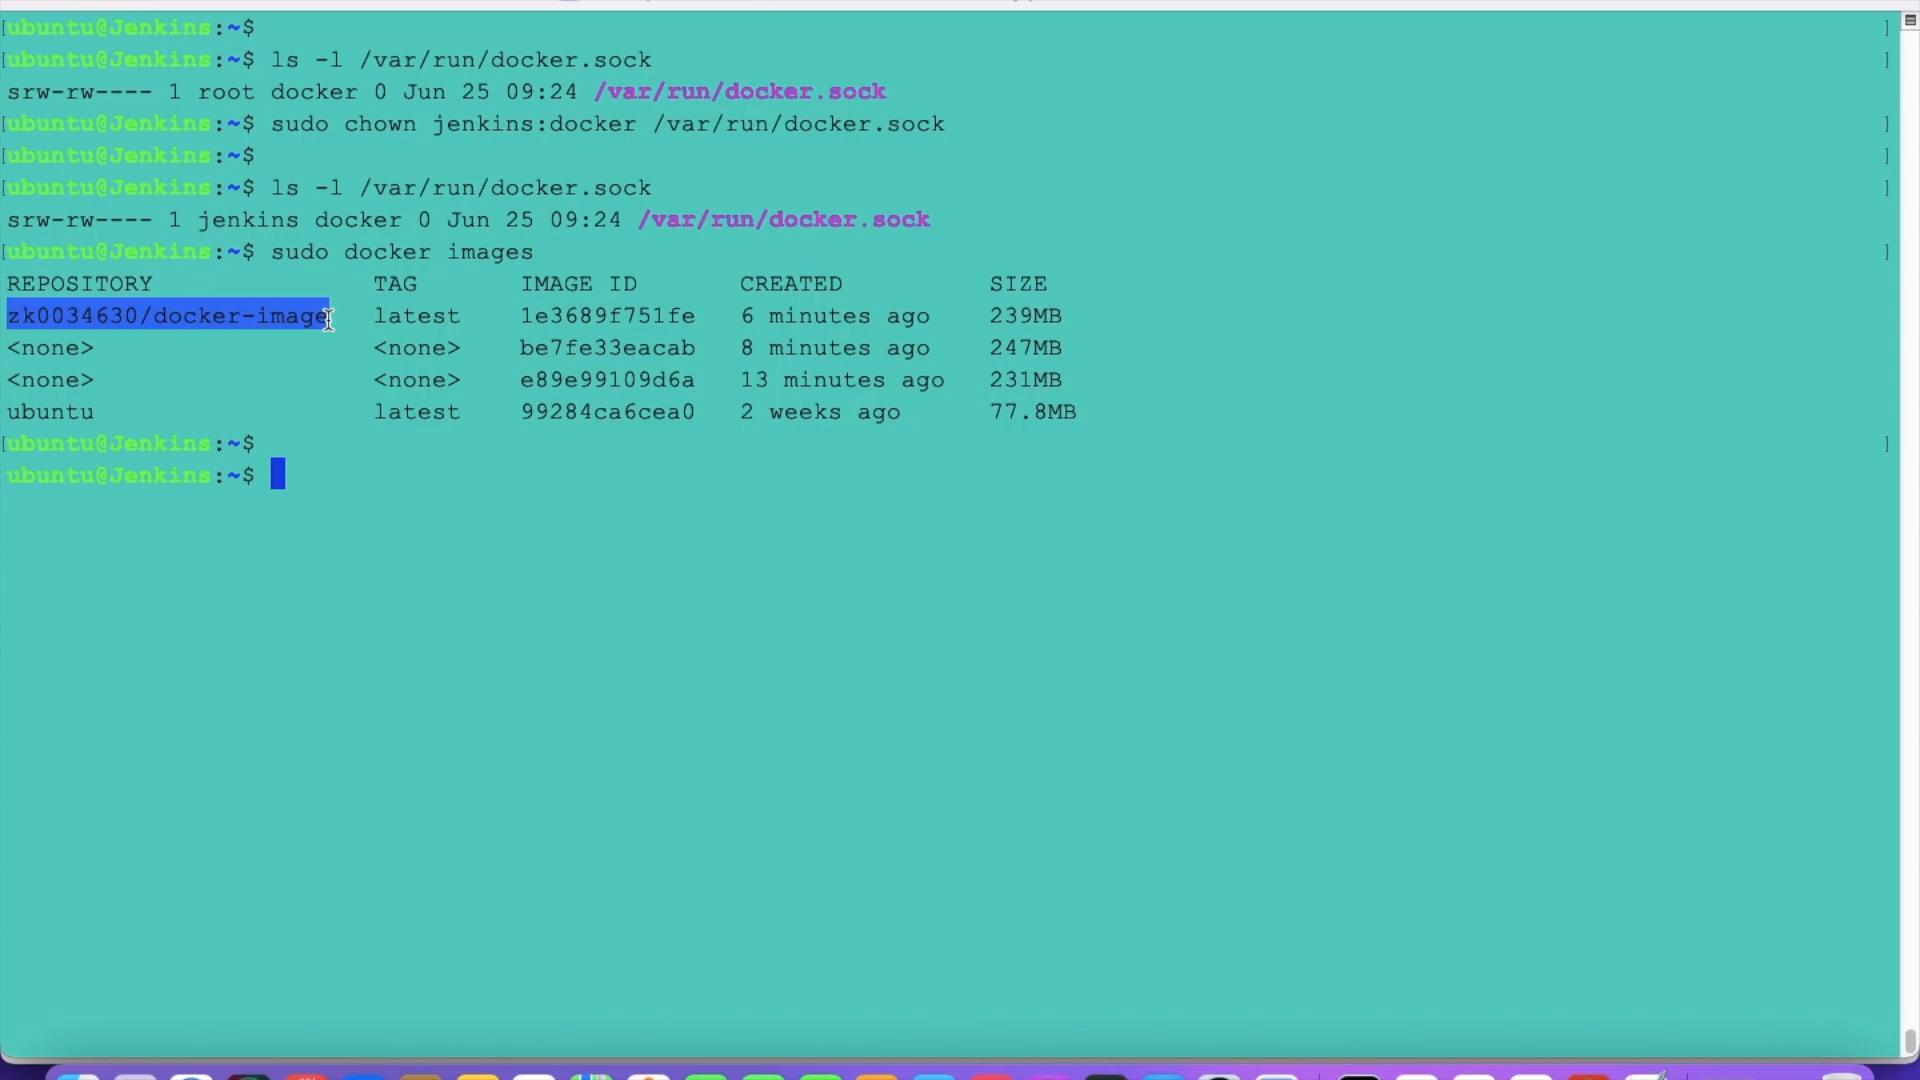 [ubuntu@Jenkins:~$ ]
[ubuntu@Jenkins:~$ ls -l /var/run/docker.sock ]
srw-rw---- 1 root docker 0 Jun 25 09:24 /var/run/docker.sock
[ubuntu@Jenkins:~$ sudo chown jenkins:docker /var/run/docker.sock ]
[ubuntu@Jenkins:~$ ]
[ubuntu@Jenkins:~$ ls -l /var/run/docker.sock ]
srw-rw---- 1 jenkins docker 0 Jun 25 09:24 /var/run/docker.sock
[ubuntu@Jenkins:~$ sudo docker images ]
REPOSITORY TAG IMAGE ID CREATED SIZE
zk0034630/docker-image latest 1e3689f751fe 6 minutes ago 239MB
<none> <none> be7fe33eacab 8 minutes ago 247MB
<none> <none> e89e99109d6a 13 minutes ago 231MB
ubuntu latest 99284ca6cea0 2 weeks ago 77.8MB
[ubuntu@Jenkins:~$ ]
ubuntu@Jenkins:~$